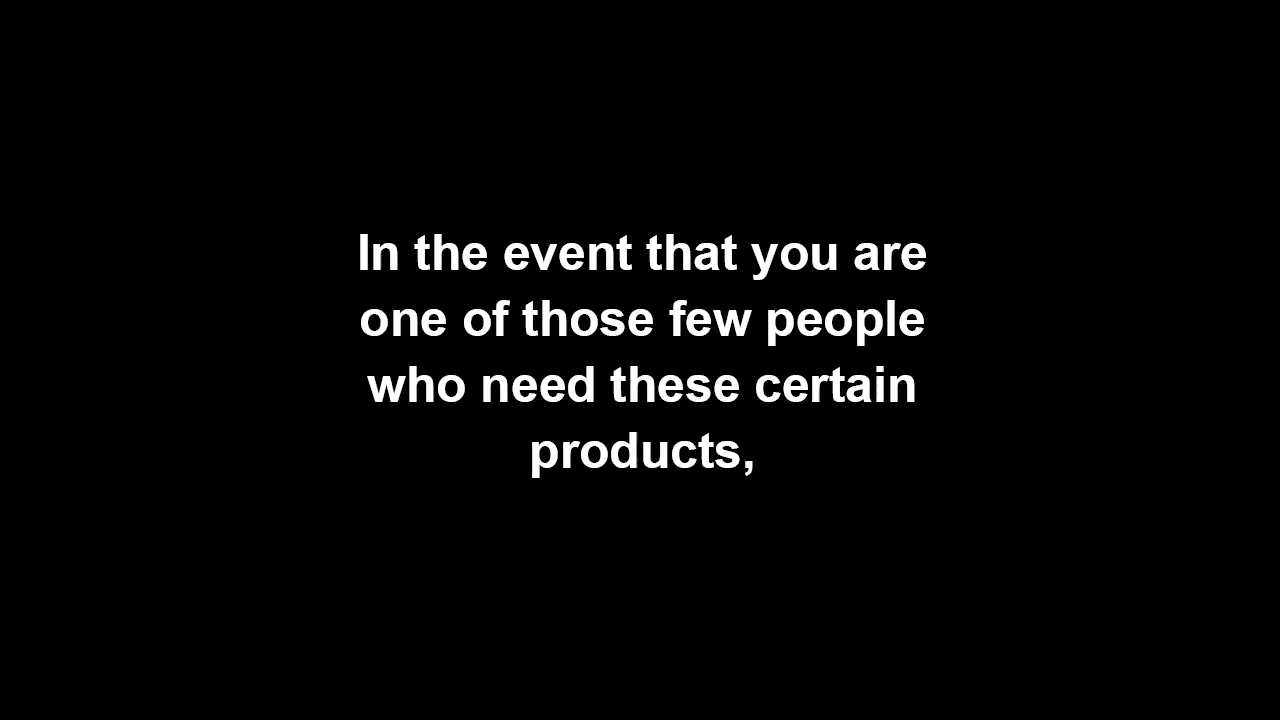 In the event that you are
one of those few people
who need these certain
products,